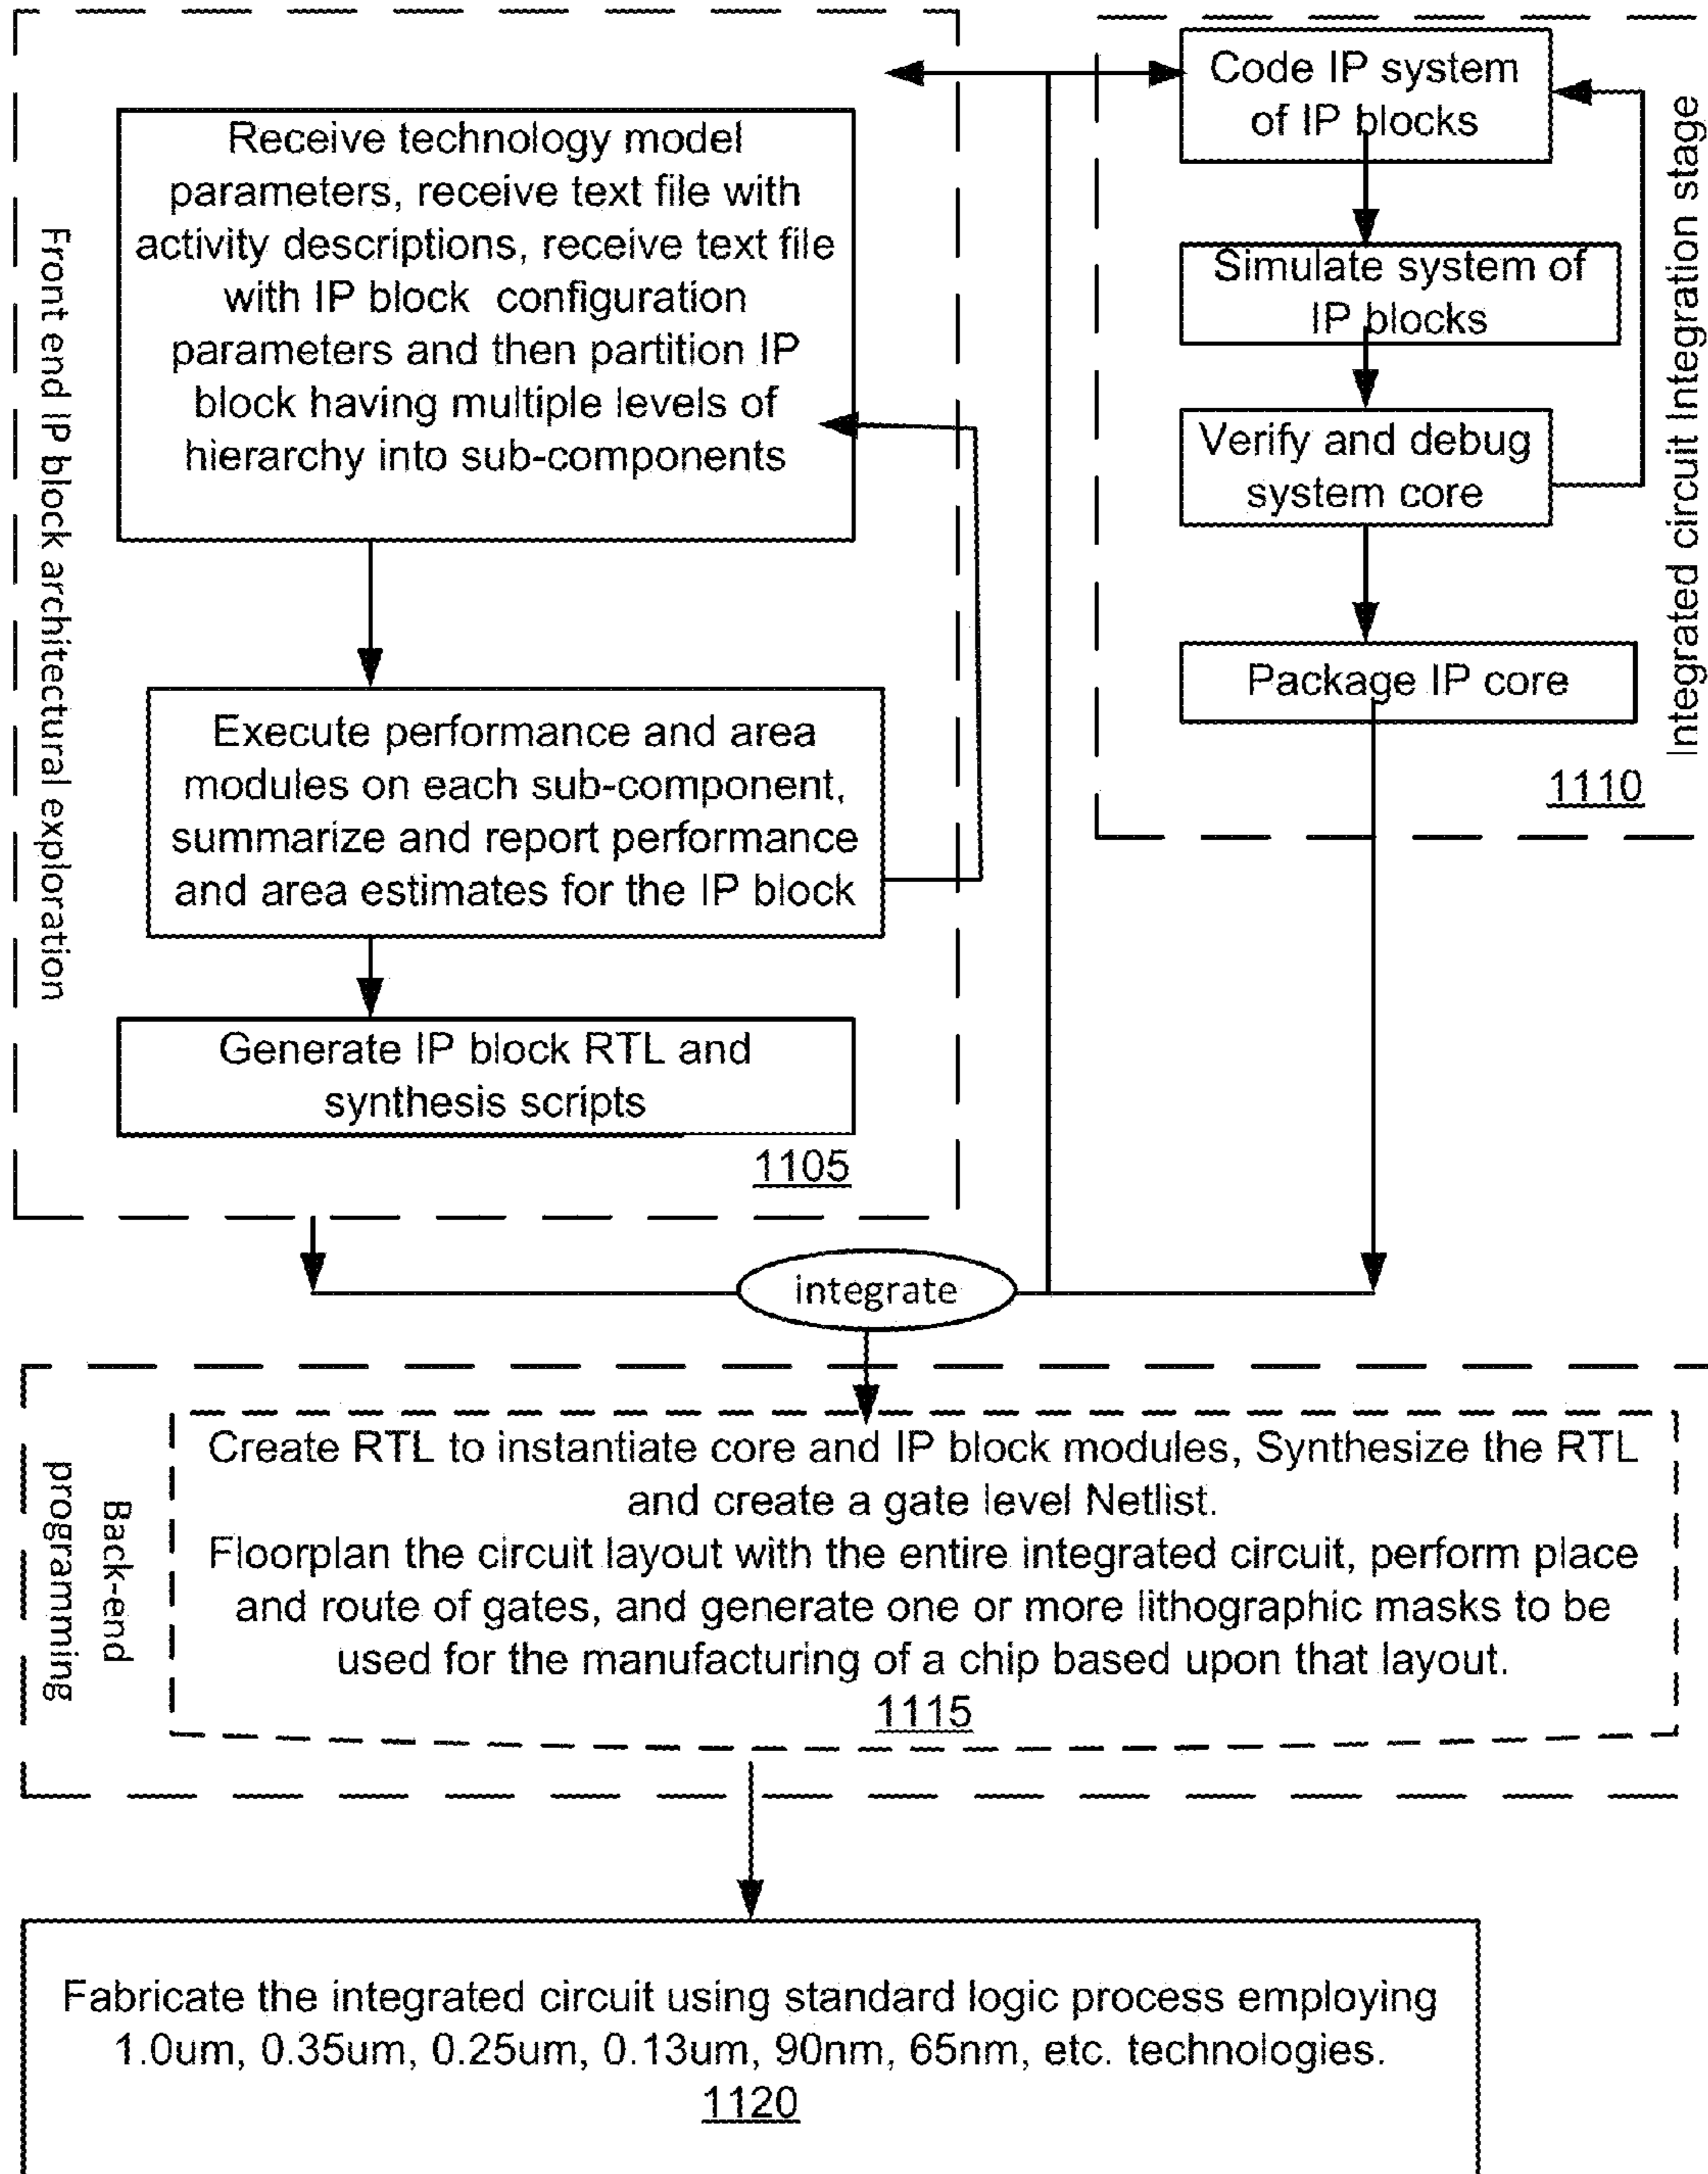 Front end IP block architectural exploration
Receive technology model
parameters, receive text file with
activity descriptions, receive text file
with IP block configuration
parameters and then partition IP
block having multiple levels of
hierarchy into sub-components
Execute performance and area
modules on each sub-component,
summarize and report performance
and area estimates for the IP block
Generate IP block RTL and
synthesis scripts
1105
Code IP system
of IP blocks
Simulate system of
IP blocks
Verify and debug
system core
Package IP core
1110
Integrated circuit Integration stage
integrate
Back-end
programming
Create RTL to instantiate core and IP block modules, Synthesize the RTL
and create a gate level Netlist.
Floorplan the circuit layout with the entire integrated circuit, perform place
and route of gates, and generate one or more lithographic masks to be
used for the manufacturing of a chip based upon that layout.
1115
Fabricate the integrated circuit using standard logic process employing
1.0um, 0.35um, 0.25um, 0.13um, 90nm, 65nm, etc. technologies.
1120